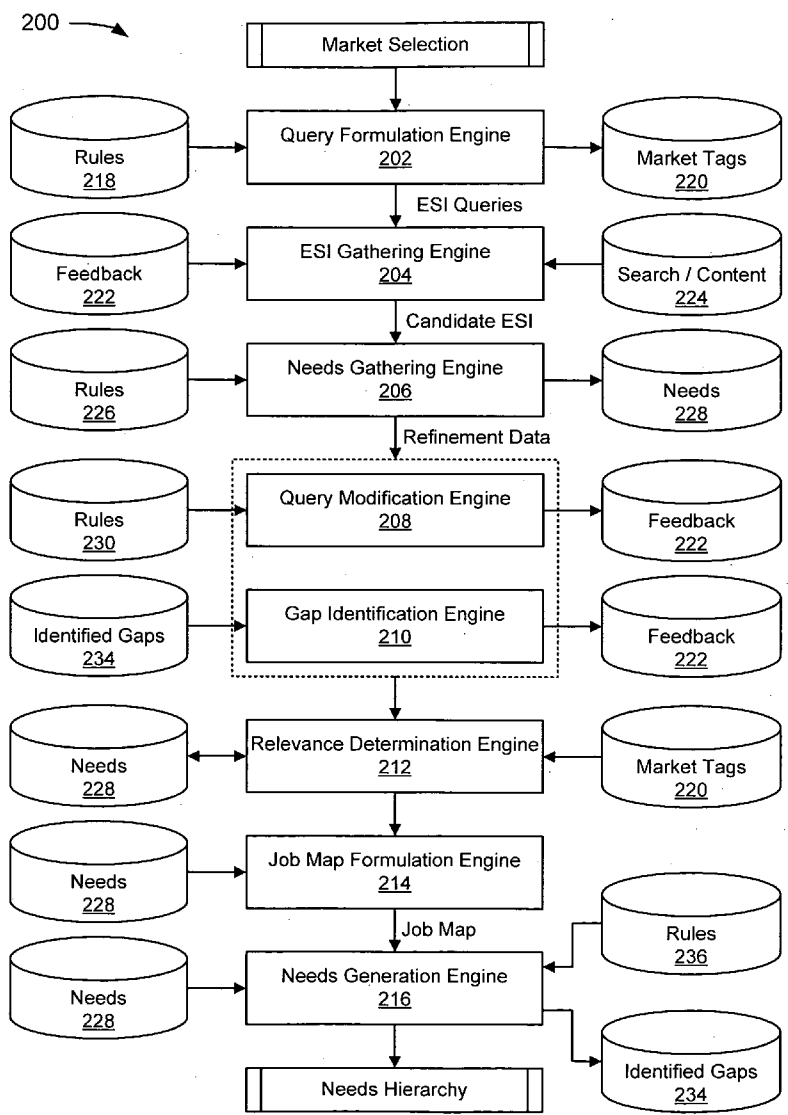 200
Market Selection
Rules
218
Query Formulation Engine
202
Market Tags
220
ESI Queries
Feedback
222
ESI Gathering Engine
204
Search / Content
224
Candidate ESI
Rules
226
Needs Gathering Engine
206
Needs
228
Refinement Data
Rules
230
Query Modification Engine
208
Feedback
222
Identified Gaps
234
Gap Identification Engine
210
Feedback
222
Needs
228
Relevance Determination Engine
212
Market Tags
220
Needs
228
Job Map Formulation Engine
214
Job Map
Rules
236
Needs
228
Needs Generation Engine
216
Identified Gaps
234
Needs Hierarchy